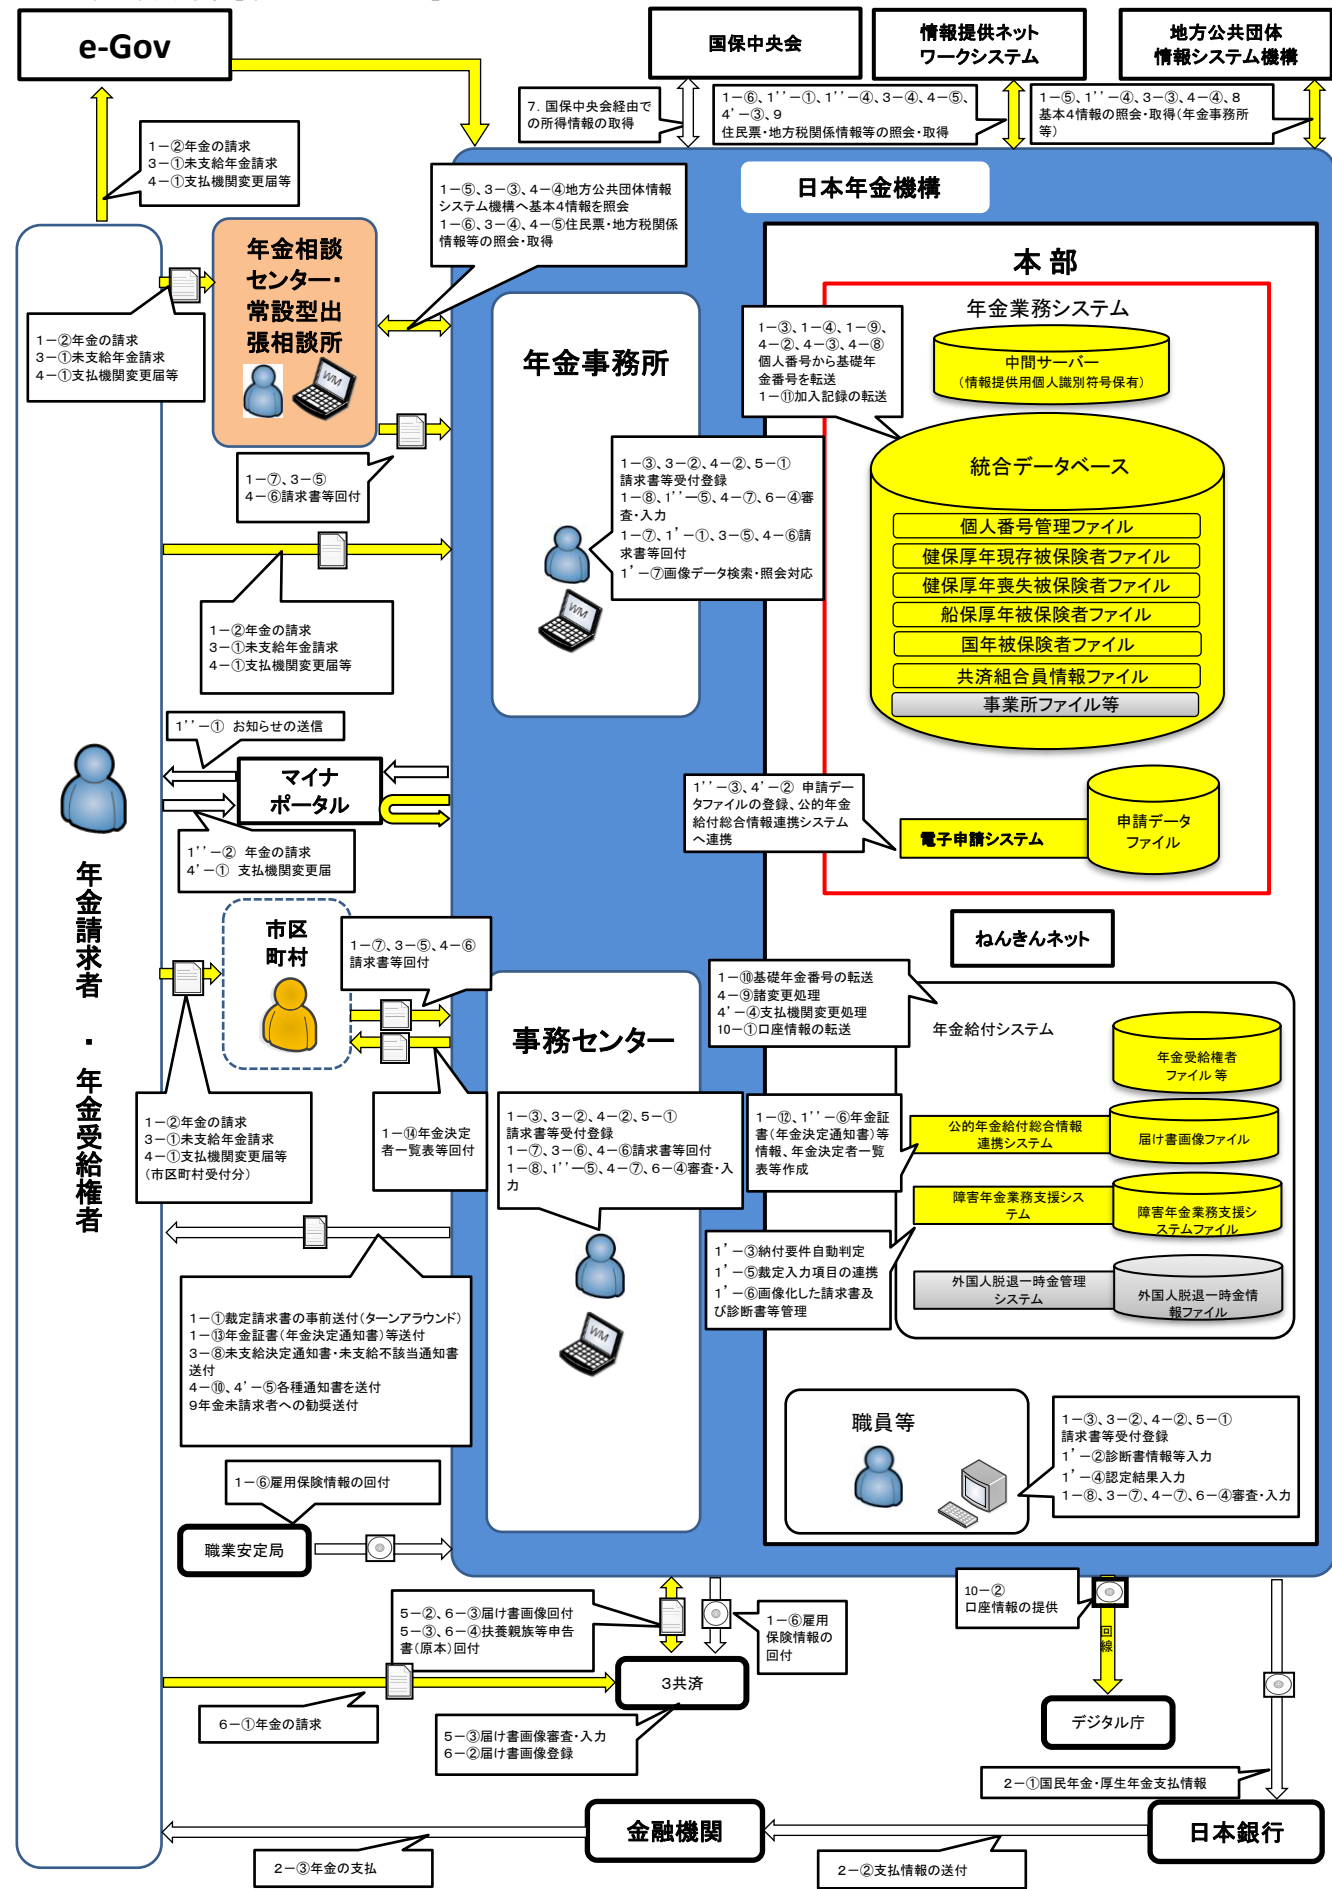 e-Gov
国保中央会
情報提供ネット
ワークシステム
地方公共団体
情報システム機構
7．国保中央会経由で
の所得情報の取得
1－⑥、1''－①、1''－④、3－④、4－⑤、
4'－③、9
住民票・地方税関係情報等の照会・取得
1－⑤、1''－④、3－③、4－④、8
基本4情報の照会・取得（年金事務所
等）
1－②年金の請求
3－①未支給年金請求
4－①支払機関変更届等
1－⑤、3－③、4－④地方公共団体情報
システム機構へ基本4情報を照会
1－⑥、3－④、4－⑤住民票・地方税関係
情報等の照会・取得
日本年金機構
年金相談
センター・
常設型出
張相談所
本 部
1－②年金の請求
3－①未支給年金請求
4－①支払機関変更届等
年金事務所
1－③、1－④、1－⑨、
4－②、4－③、4－⑧
個人番号から基礎年
金番号を転送
1－⑪加入記録の転送
年金業務システム
中間サーバー
（情報提供用個人識別符号保有）
WM
1－⑦、3－⑤
4－⑥請求書等回付
1－③、3－②、4－②、5－①
請求書等受付登録
1－⑧、1''－⑤、4－⑦、6－④審
査・入力
1－⑦、1'－①、3－⑤、4－⑥請
求書等回付
1'－⑦画像データ検索・照会対応
WM
統合データベース
個人番号管理ファイル
健保厚年現存被保険者ファイル
健保厚年喪失被保険者ファイル
船保厚年被保険者ファイル
国年被保険者ファイル
共済組合員情報ファイル
事業所ファイル等
1－②年金の請求
3－①未支給年金請求
4－①支払機関変更届等
1''－① お知らせの送信
マイナ
ポータル
1''－② 年金の請求
4'－① 支払機関変更届
1''－③、4'－② 申請デー
タファイルの登録、公的年金
給付総合情報連携システム
へ連携
電子申請システム
申請データ
ファイル
年金請求者・年金受給権者
市区
町村
1－⑦、3－⑤、4－⑥
請求書等回付
ねんきんネット
1－⑩基礎年金番号の転送
4－⑨諸変更処理
4'－④支払機関変更処理
10－①口座情報の転送
年金給付システム
年金受給権者
ファイル 等
事務センター
1－②年金の請求
3－①未支給年金請求
4－①支払機関変更届等
（市区町村受付分）
1－⑭年金決定
者一覧表等回付
1－③、3－②、4－②、5－①
請求書等受付登録
1－⑦、3－⑥、4－⑥請求書等回付
1－⑧、1''－⑤、4－⑦、6－④審査・入
力
WM
1－⑫、1''－⑥年金証
書（年金決定通知書）等
情報、年金決定者一覧
表等作成
公的年金給付総合情報
連携システム
届け書画像ファイル
障害年金業務支援シス
テム
障害年金業務支援シ
ステムファイル
1'－③納付要件自動判定
1'－⑤裁定入力項目の連携
1'－⑥画像化した請求書及
び診断書等管理
外国人脱退一時金管理
システム
外国人脱退一時金情
報ファイル
1－①裁定請求書の事前送付（ターンアラウンド）
1－⑬年金証書（年金決定通知書）等送付
3－⑧未支給決定通知書・未支給不該当通知書
送付
4－⑩、4'－⑤各種通知書を送付
9年金未請求者への勧奨送付
職員等
1－③、3－②、4－②、5－①
請求書等受付登録
1'－②診断書情報等入力
1'－④認定結果入力
1－⑧、3－⑦、4－⑦、6－④審査・入力
1－⑥雇用保険情報の回付
職業安定局
5－②、6－③届け書画像回付
5－③、6－④扶養親族等申告
書（原本）回付
1－⑥雇用
保険情報の
回付
10－②
口座情報の提供
回線
3共済
6－①年金の請求
5－③届け書画像審査・入力
6－②届け書画像登録
デジタル庁
2－①国民年金・厚生年金支払情報
金融機関
日本銀行
2－③年金の支払
2－②支払情報の送付